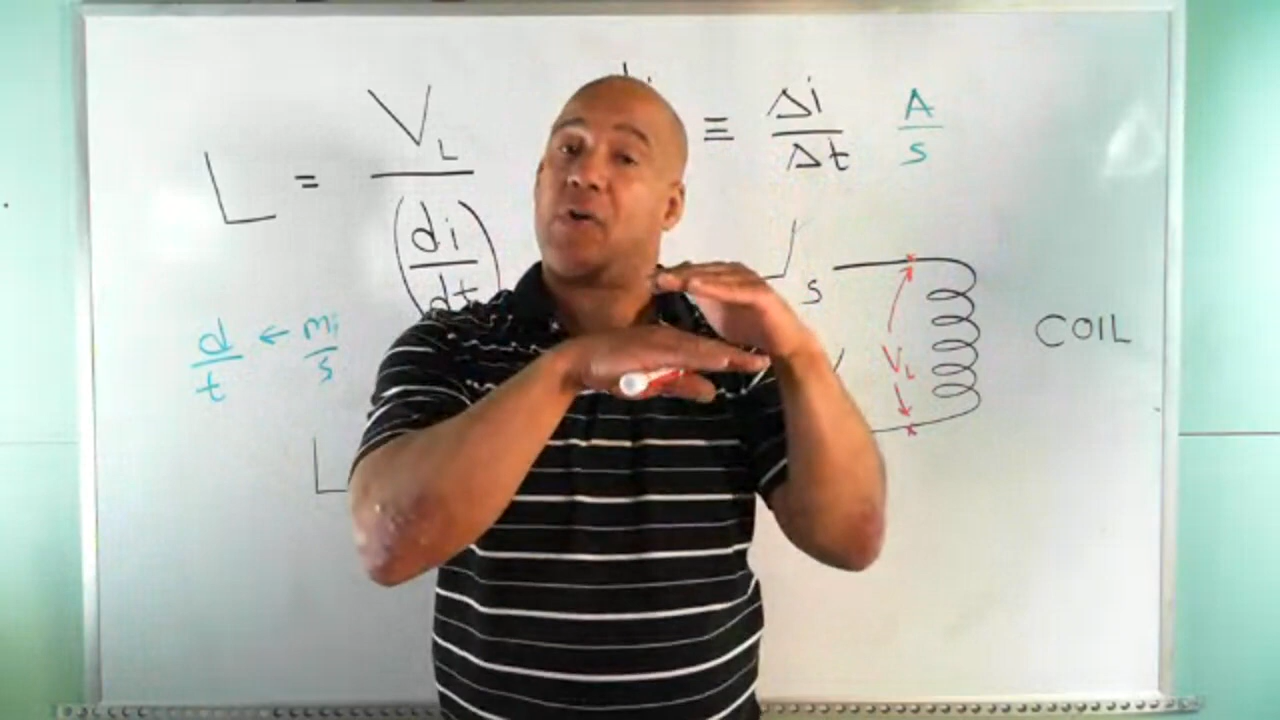 L = V_L / (di/dt)
≡ Δi/Δt A/s
s
d/t ← mi/s
V_L
COIL
L